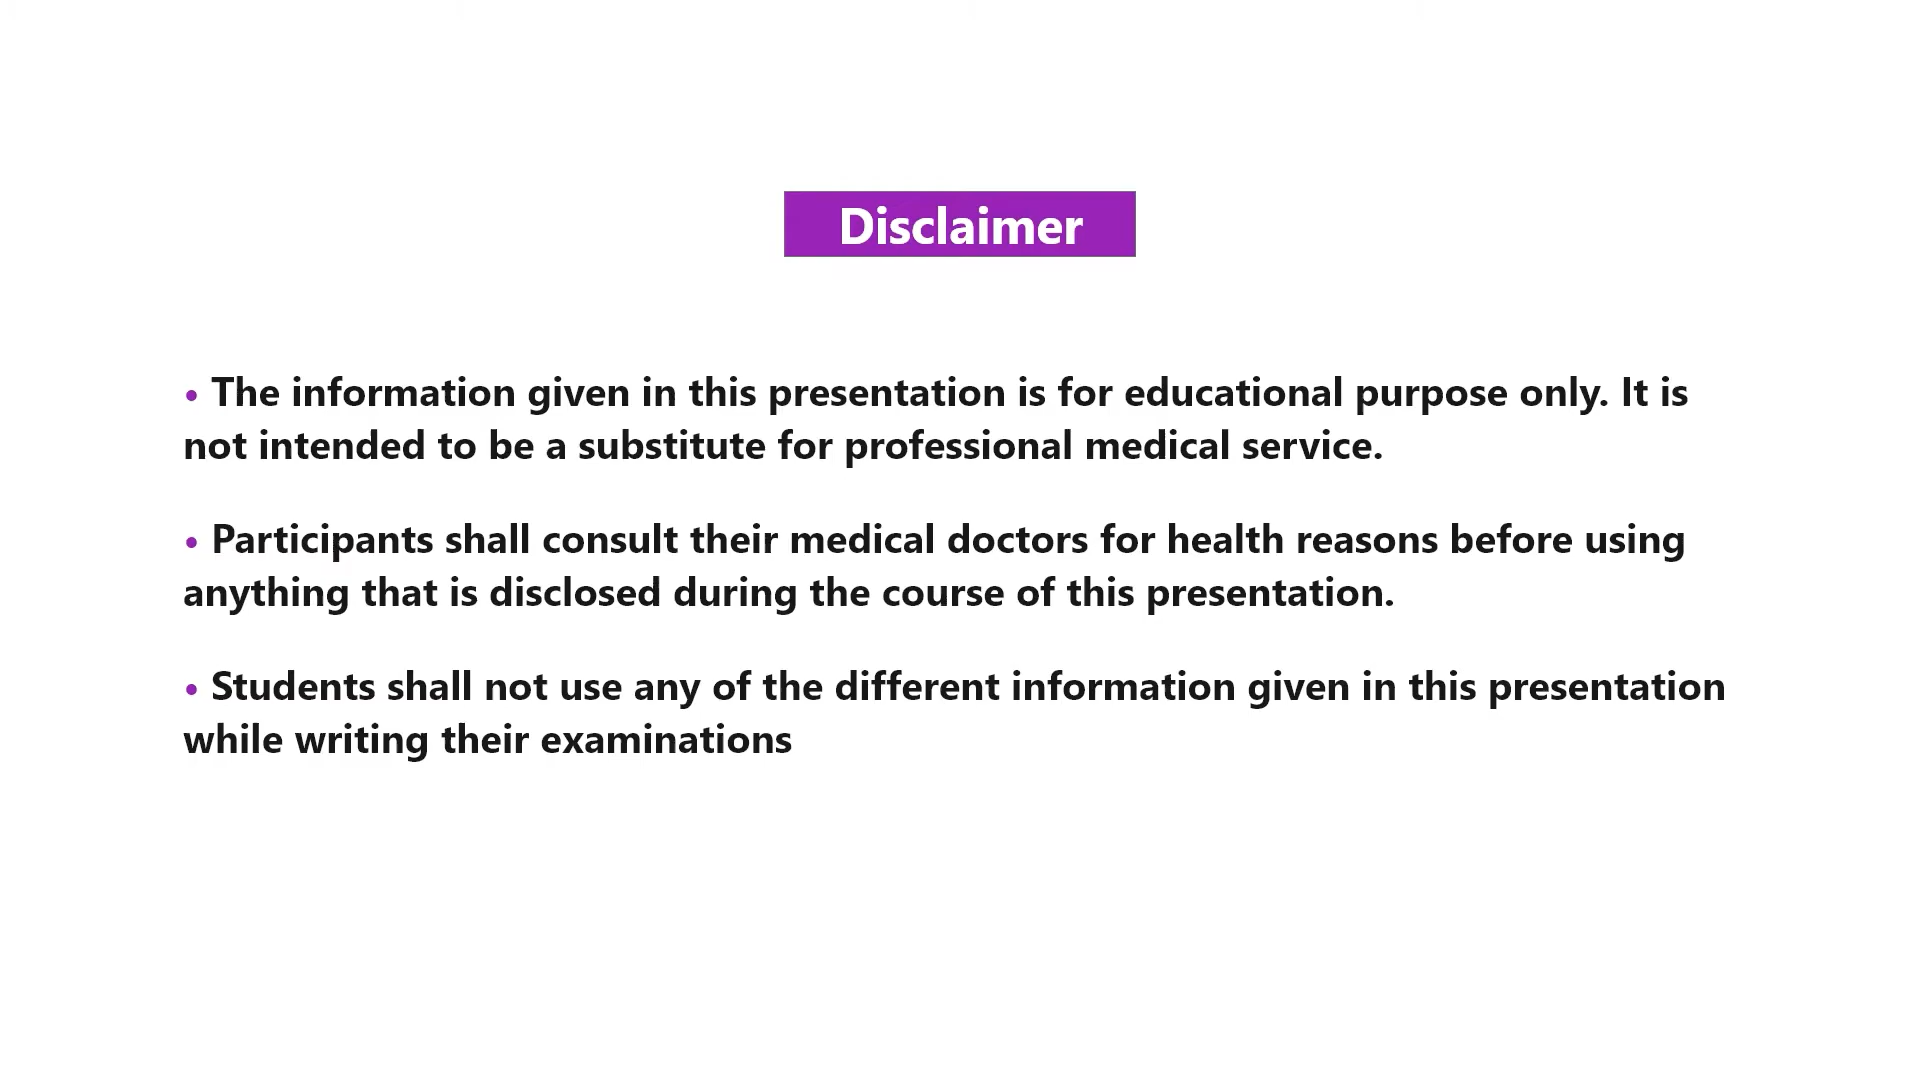 Disclaimer
• The information given in this presentation is for educational purpose only. It is
not intended to be a substitute for professional medical service.
• Participants shall consult their medical doctors for health reasons before using
anything that is disclosed during the course of this presentation.
• Students shall not use any of the different information given in this presentation
while writing their examinations